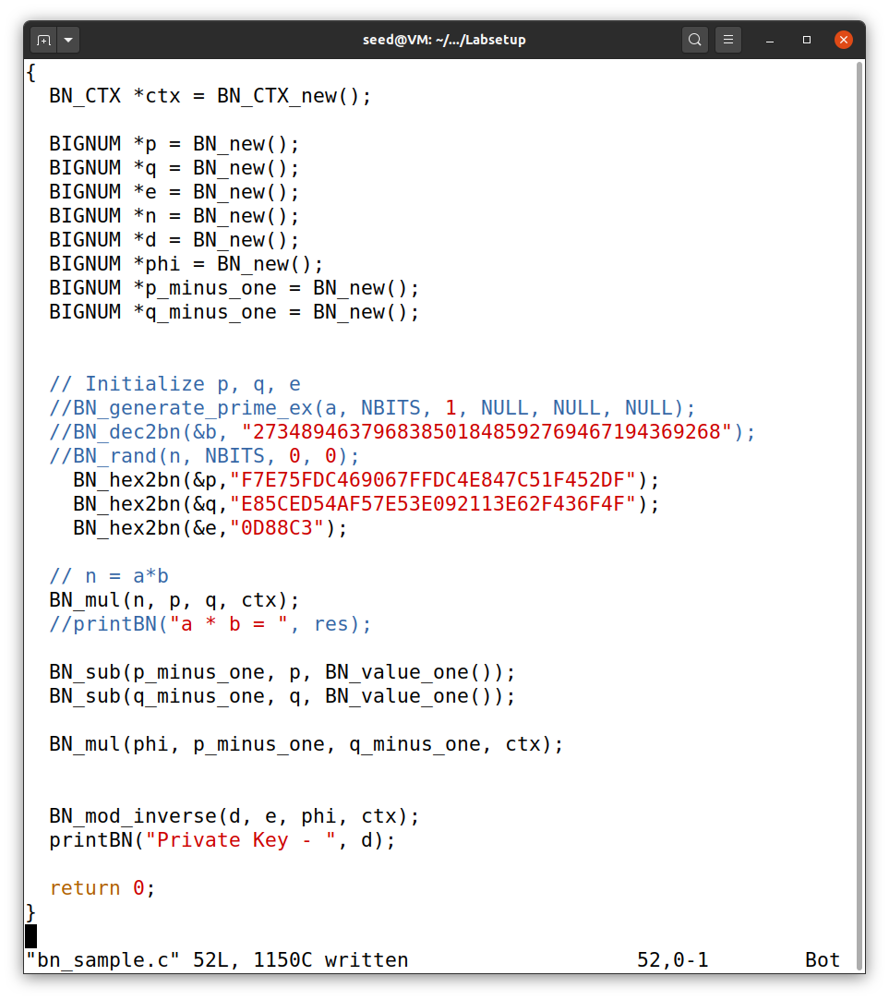 seed@VM: ~/.../Labsetup
{
  BN_CTX *ctx = BN_CTX_new();

  BIGNUM *p = BN_new();
  BIGNUM *q = BN_new();
  BIGNUM *e = BN_new();
  BIGNUM *n = BN_new();
  BIGNUM *d = BN_new();
  BIGNUM *phi = BN_new();
  BIGNUM *p_minus_one = BN_new();
  BIGNUM *q_minus_one = BN_new();


  // Initialize p, q, e
  //BN_generate_prime_ex(a, NBITS, 1, NULL, NULL, NULL);
  //BN_dec2bn(&b, "273489463796838501848592769467194369268");
  //BN_rand(n, NBITS, 0, 0);
    BN_hex2bn(&p,"F7E75FDC469067FFDC4E847C51F452DF");
    BN_hex2bn(&q,"E85CED54AF57E53E092113E62F436F4F");
    BN_hex2bn(&e,"0D88C3");

  // n = a*b
  BN_mul(n, p, q, ctx);
  //printBN("a * b = ", res);

  BN_sub(p_minus_one, p, BN_value_one());
  BN_sub(q_minus_one, q, BN_value_one());

  BN_mul(phi, p_minus_one, q_minus_one, ctx);


  BN_mod_inverse(d, e, phi, ctx);
  printBN("Private Key - ", d);

  return 0;
}
"bn_sample.c" 52L, 1150C written 52,0-1 Bot